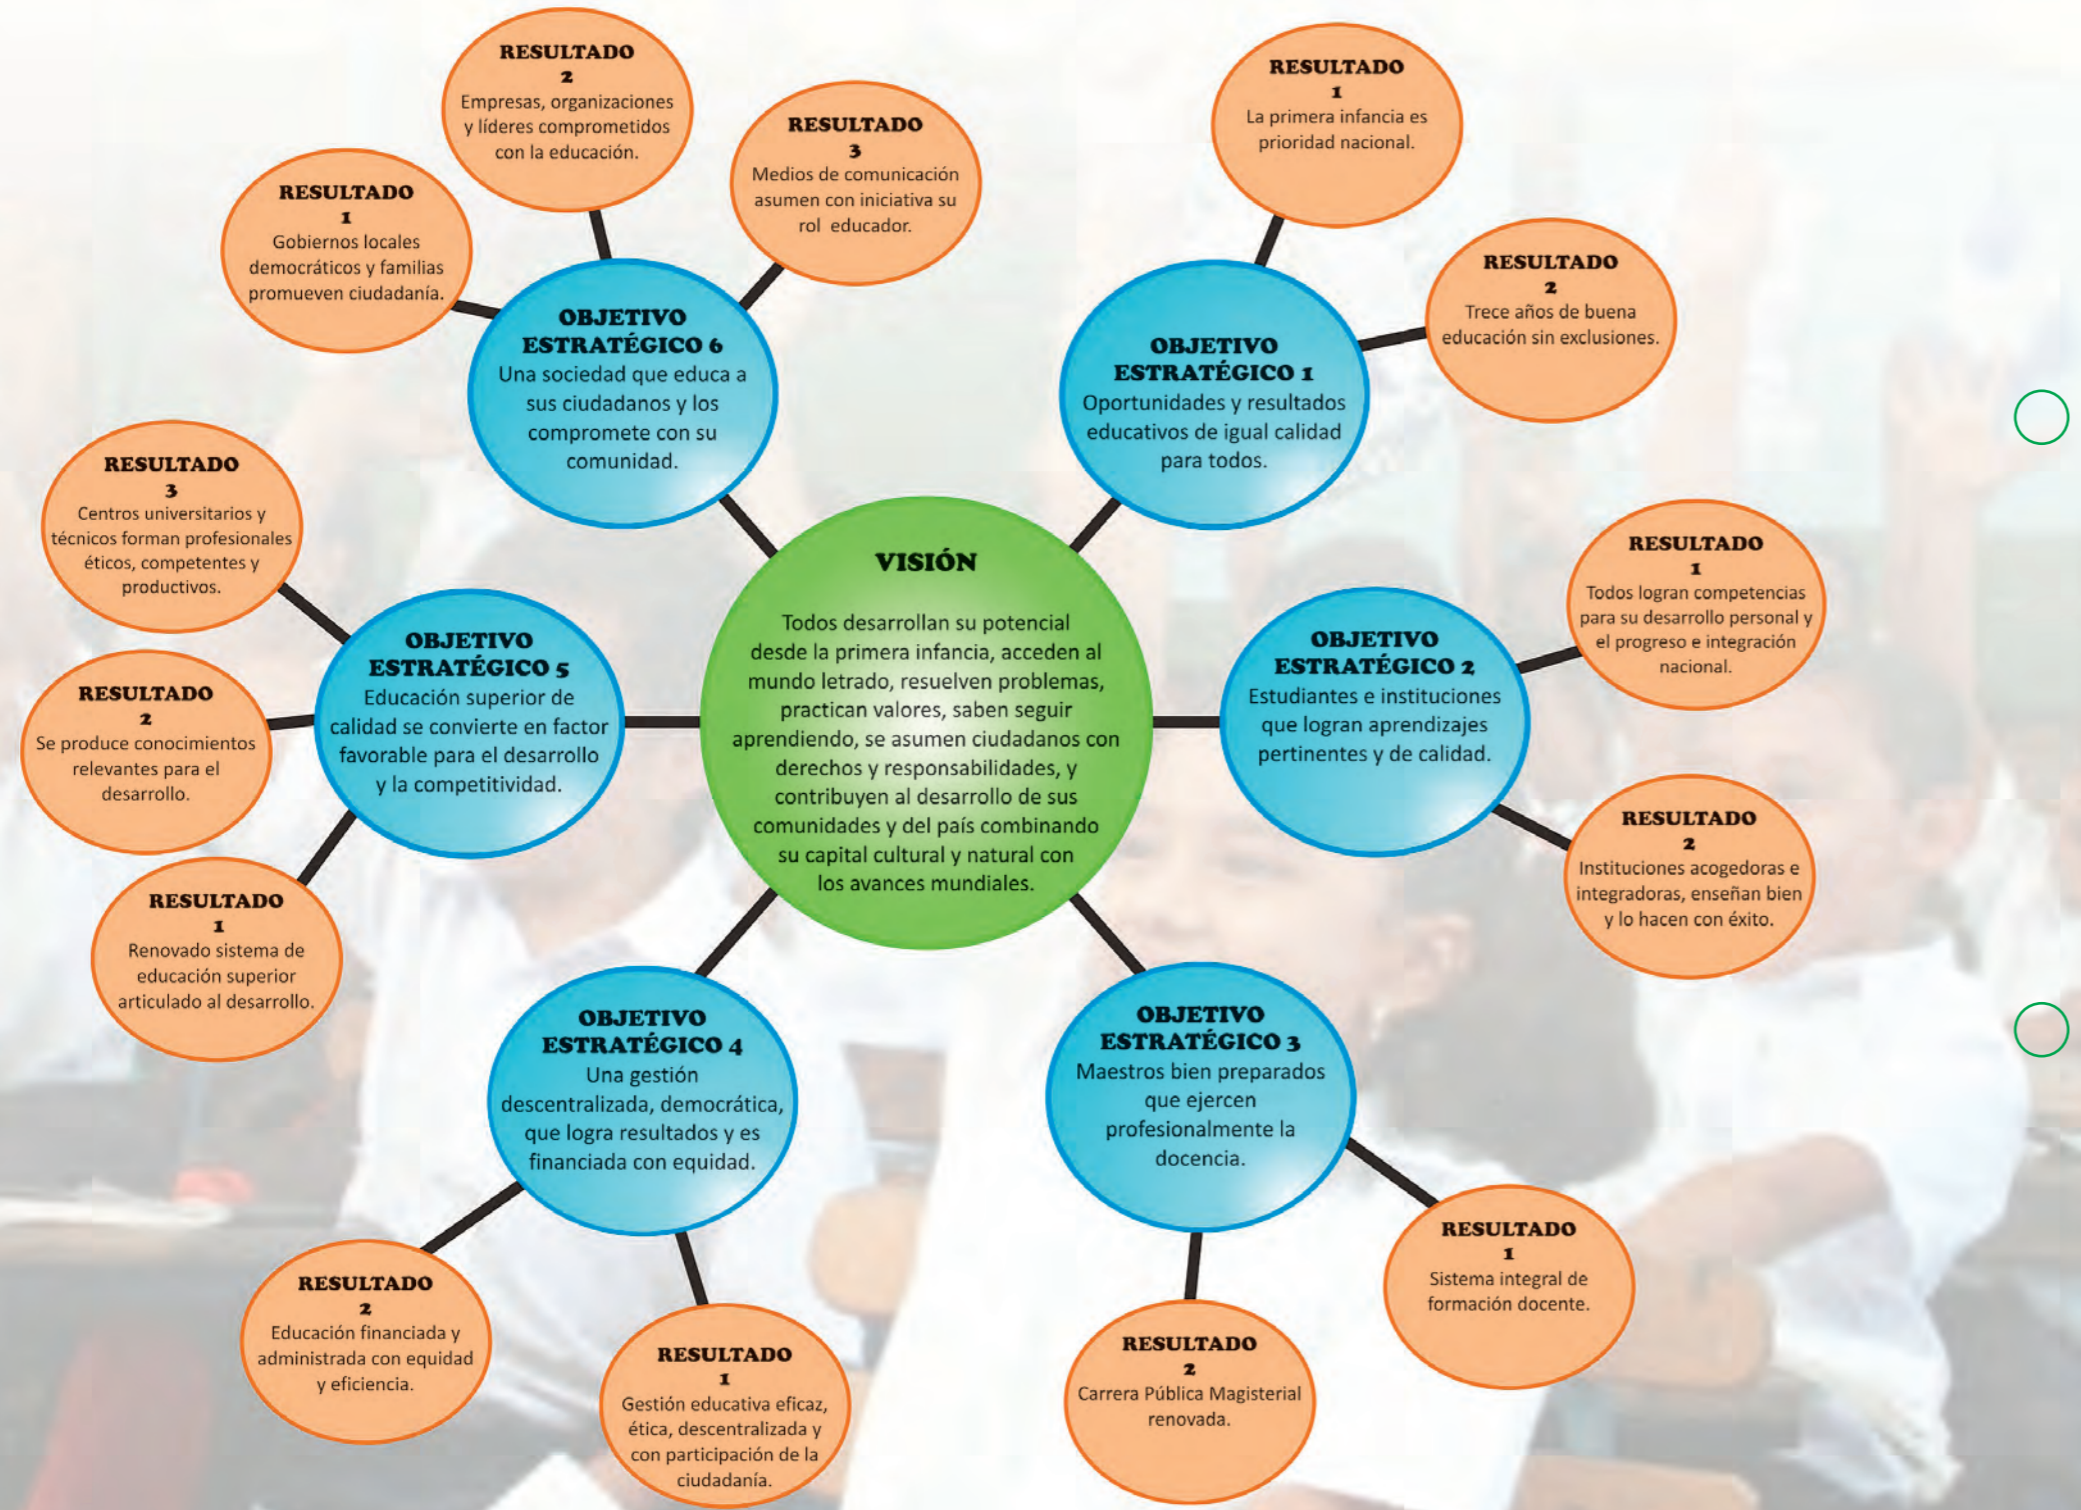 VISIÓN
Todos desarrollan su potencial
desde la primera infancia, acceden al
mundo letrado, resuelven problemas,
practican valores, saben seguir
aprendiendo, se asumen ciudadanos con
derechos y responsabilidades, y
contribuyen al desarrollo de sus
comunidades y del país combinando
su capital cultural y natural con
los avances mundiales.
OBJETIVO
ESTRATÉGICO 1
Oportunidades y resultados
educativos de igual calidad
para todos.
RESULTADO
1
La primera infancia es
prioridad nacional.
RESULTADO
2
Trece años de buena
educación sin exclusiones.
OBJETIVO
ESTRATÉGICO 2
Estudiantes e instituciones
que logran aprendizajes
pertinentes y de calidad.
RESULTADO
1
Todos logran competencias
para su desarrollo personal y
el progreso e integración
nacional.
RESULTADO
2
Instituciones acogedoras e
integradoras, enseñan bien
y lo hacen con éxito.
OBJETIVO
ESTRATÉGICO 3
Maestros bien preparados
que ejercen
profesionalmente la
docencia.
RESULTADO
1
Sistema integral de
formación docente.
RESULTADO
2
Carrera Pública Magisterial
renovada.
OBJETIVO
ESTRATÉGICO 4
Una gestión
descentralizada, democrática,
que logra resultados y es
financiada con equidad.
RESULTADO
1
Gestión educativa eficaz,
ética, descentralizada y
con participación de la
ciudadanía.
RESULTADO
2
Educación financiada y
administrada con equidad
y eficiencia.
OBJETIVO
ESTRATÉGICO 5
Educación superior de
calidad se convierte en factor
favorable para el desarrollo
y la competitividad.
RESULTADO
1
Renovado sistema de
educación superior
articulado al desarrollo.
RESULTADO
2
Se produce conocimientos
relevantes para el
desarrollo.
RESULTADO
3
Centros universitarios y
técnicos forman profesionales
éticos, competentes y
productivos.
OBJETIVO
ESTRATÉGICO 6
Una sociedad que educa a
sus ciudadanos y los
compromete con su
comunidad.
RESULTADO
1
Gobiernos locales
democráticos y familias
promueven ciudadanía.
RESULTADO
2
Empresas, organizaciones
y líderes comprometidos
con la educación.
RESULTADO
3
Medios de comunicación
asumen con iniciativa su
rol educador.